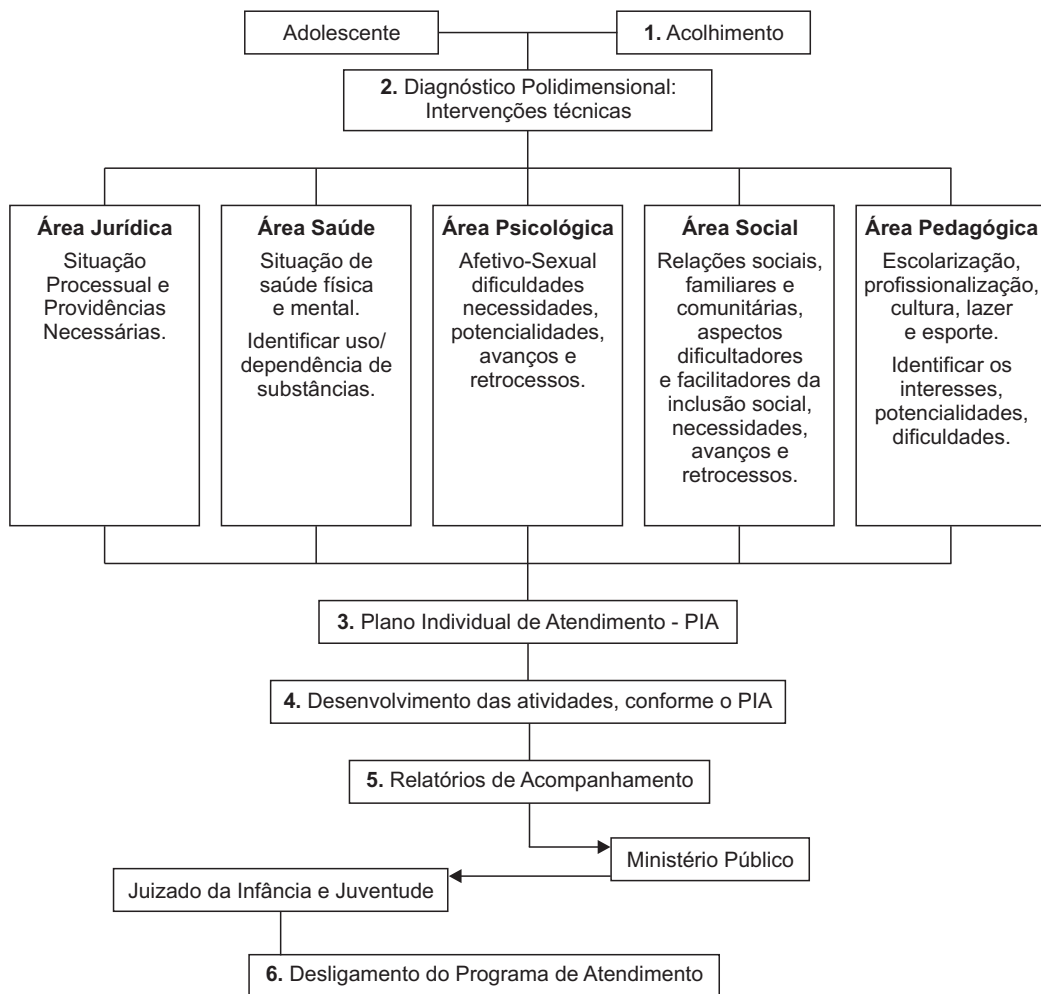 Adolescente
1. Acolhimento
2. Diagnóstico Polidimensional:
Intervenções técnicas
Área Jurídica
Situação
Processual e
Providências
Necessárias.
Área Saúde
Situação de
saúde física
e mental.
Identificar uso/
dependência de
substâncias.
Área Psicológica
Afetivo-Sexual
dificuldades
necessidades,
potencialidades,
avanços e
retrocessos.
Área Social
Relações sociais,
familiares e
comunitárias,
aspectos
dificultadores
e facilitadores da
inclusão social,
necessidades,
avanços e
retrocessos.
Área Pedagógica
Escolarização,
profissionalização,
cultura, lazer
e esporte.
Identificar os
interesses,
potencialidades,
dificuldades.
3. Plano Individual de Atendimento - PIA
4. Desenvolvimento das atividades, conforme o PIA
5. Relatórios de Acompanhamento
Ministério Público
Juizado da Infância e Juventude
6. Desligamento do Programa de Atendimento